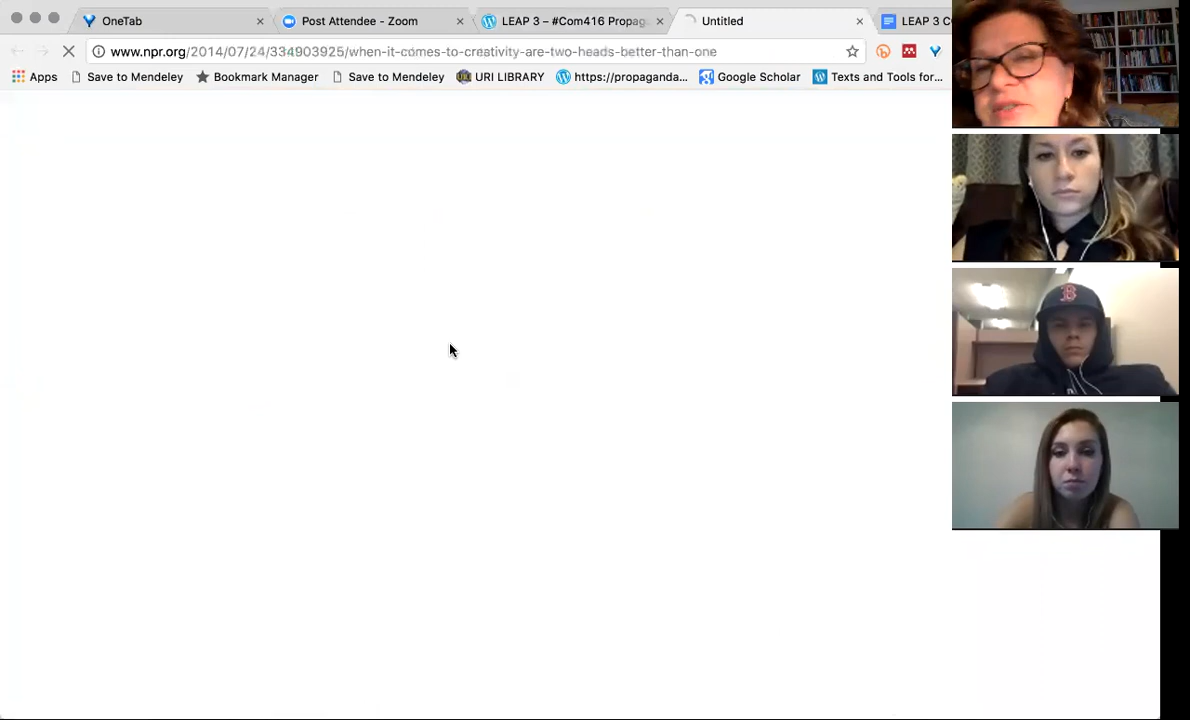 OneTab
Post Attendee - Zoom
LEAP 3 – #Com416 Propag
Untitled
LEAP 3 C
www.npr.org/2014/07/24/334903925/when-it-comes-to-creativity-are-two-heads-better-than-one
Apps
Save to Mendeley
Bookmark Manager
Save to Mendeley
URI LIBRARY
https://propaganda...
Google Scholar
Texts and Tools for...
B